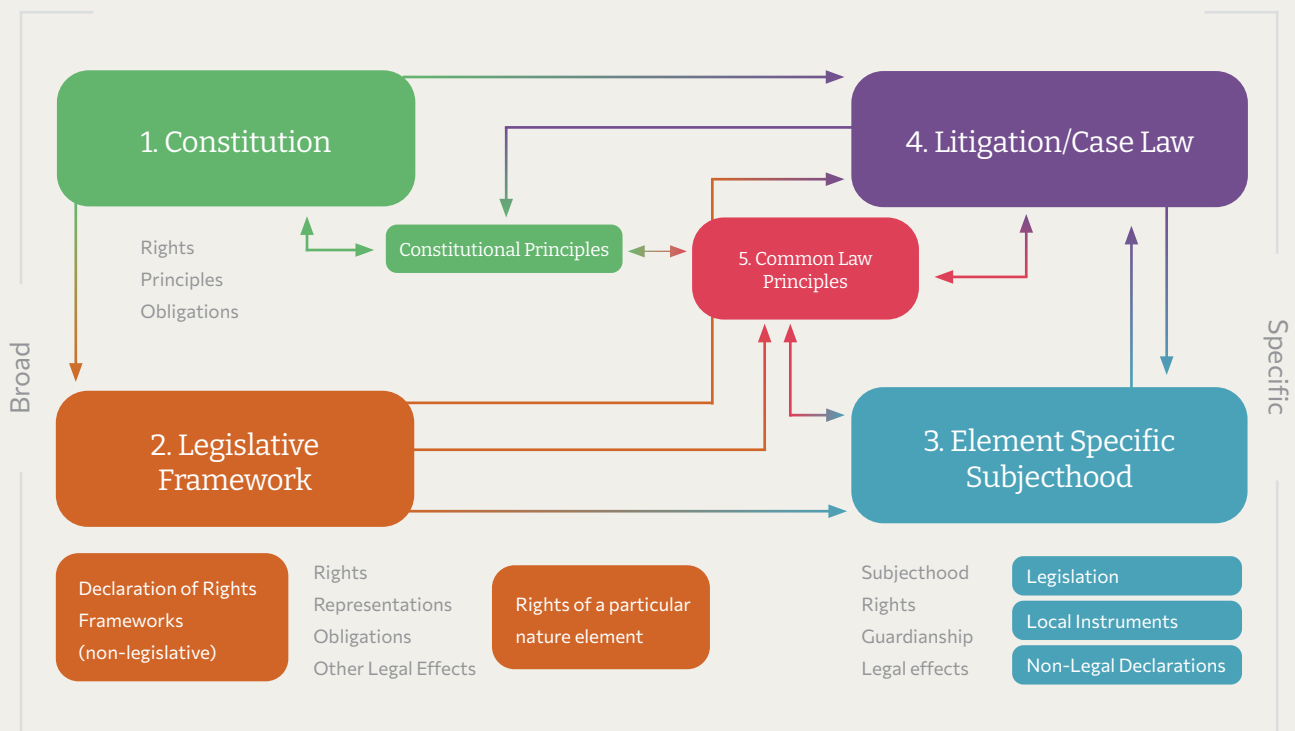 1. Constitution
4. Litigation/Case Law
Rights
Principles
Obligations
Constitutional Principles
5. Common Law
Principles
Broad
Specific
2. Legislative
Framework
3. Element Specific
Subjecthood
Declaration of Rights
Frameworks
(non-legislative)
Rights
Representations
Obligations
Other Legal Effects
Rights of a particular
nature element
Subjecthood
Rights
Guardianship
Legal effects
Legislation
Local Instruments
Non-Legal Declarations